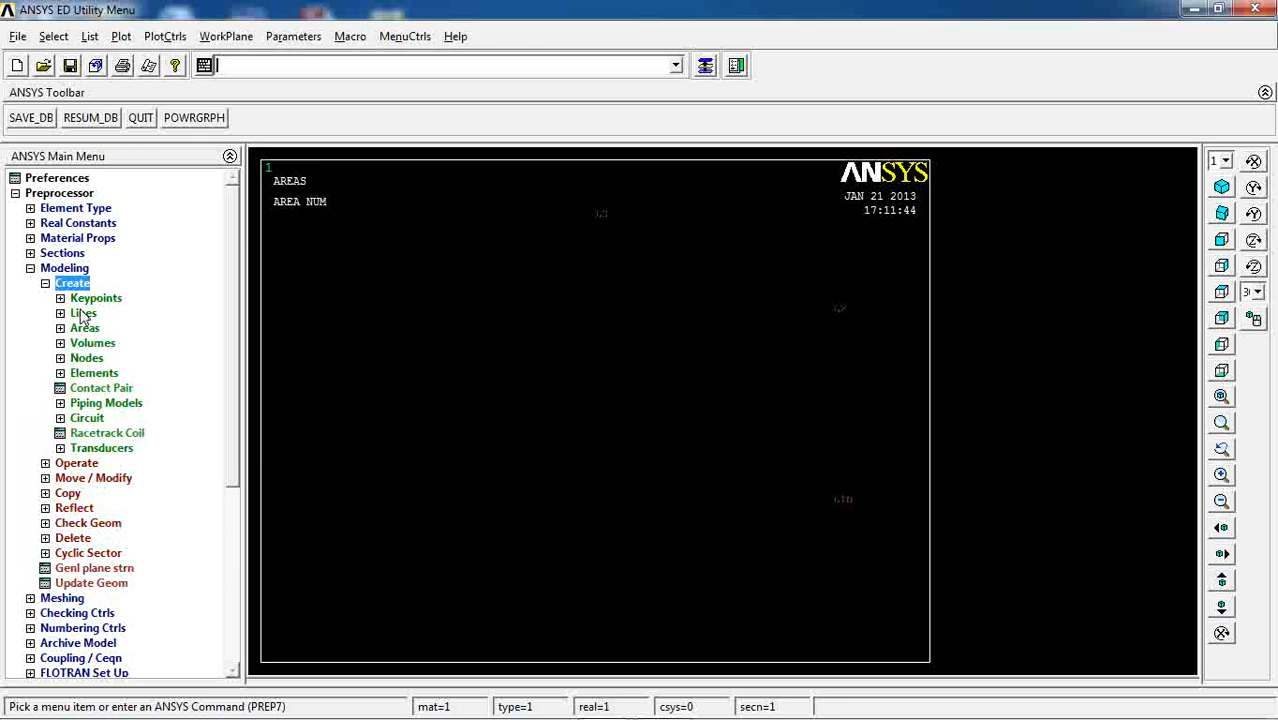 ANSYS ED Utility Menu
File Select List Plot PlotCtrls WorkPlane Parameters Macro MenuCtrls Help
ANSYS Toolbar
SAVE_DB RESUM_DB QUIT POWRGRPH
ANSYS Main Menu
Preferences
Preprocessor
Element Type
Real Constants
Material Props
Sections
Modeling
Create
Keypoints
Lines
Areas
Volumes
Nodes
Elements
Contact Pair
Piping Models
Circuit
Racetrack Coil
Transducers
Operate
Move / Modify
Copy
Reflect
Check Geom
Delete
Cyclic Sector
Genl plane strn
Update Geom
Meshing
Checking Ctrls
Numbering Ctrls
Archive Model
Coupling / Ceqn
FLOTRAN Set Up
1
AREAS
AREA NUM
ANSYS
JAN 21 2013
17:11:44
1
Pick a menu item or enter an ANSYS Command (PREP7) mat=1 type=1 real=1 csys=0 secn=1